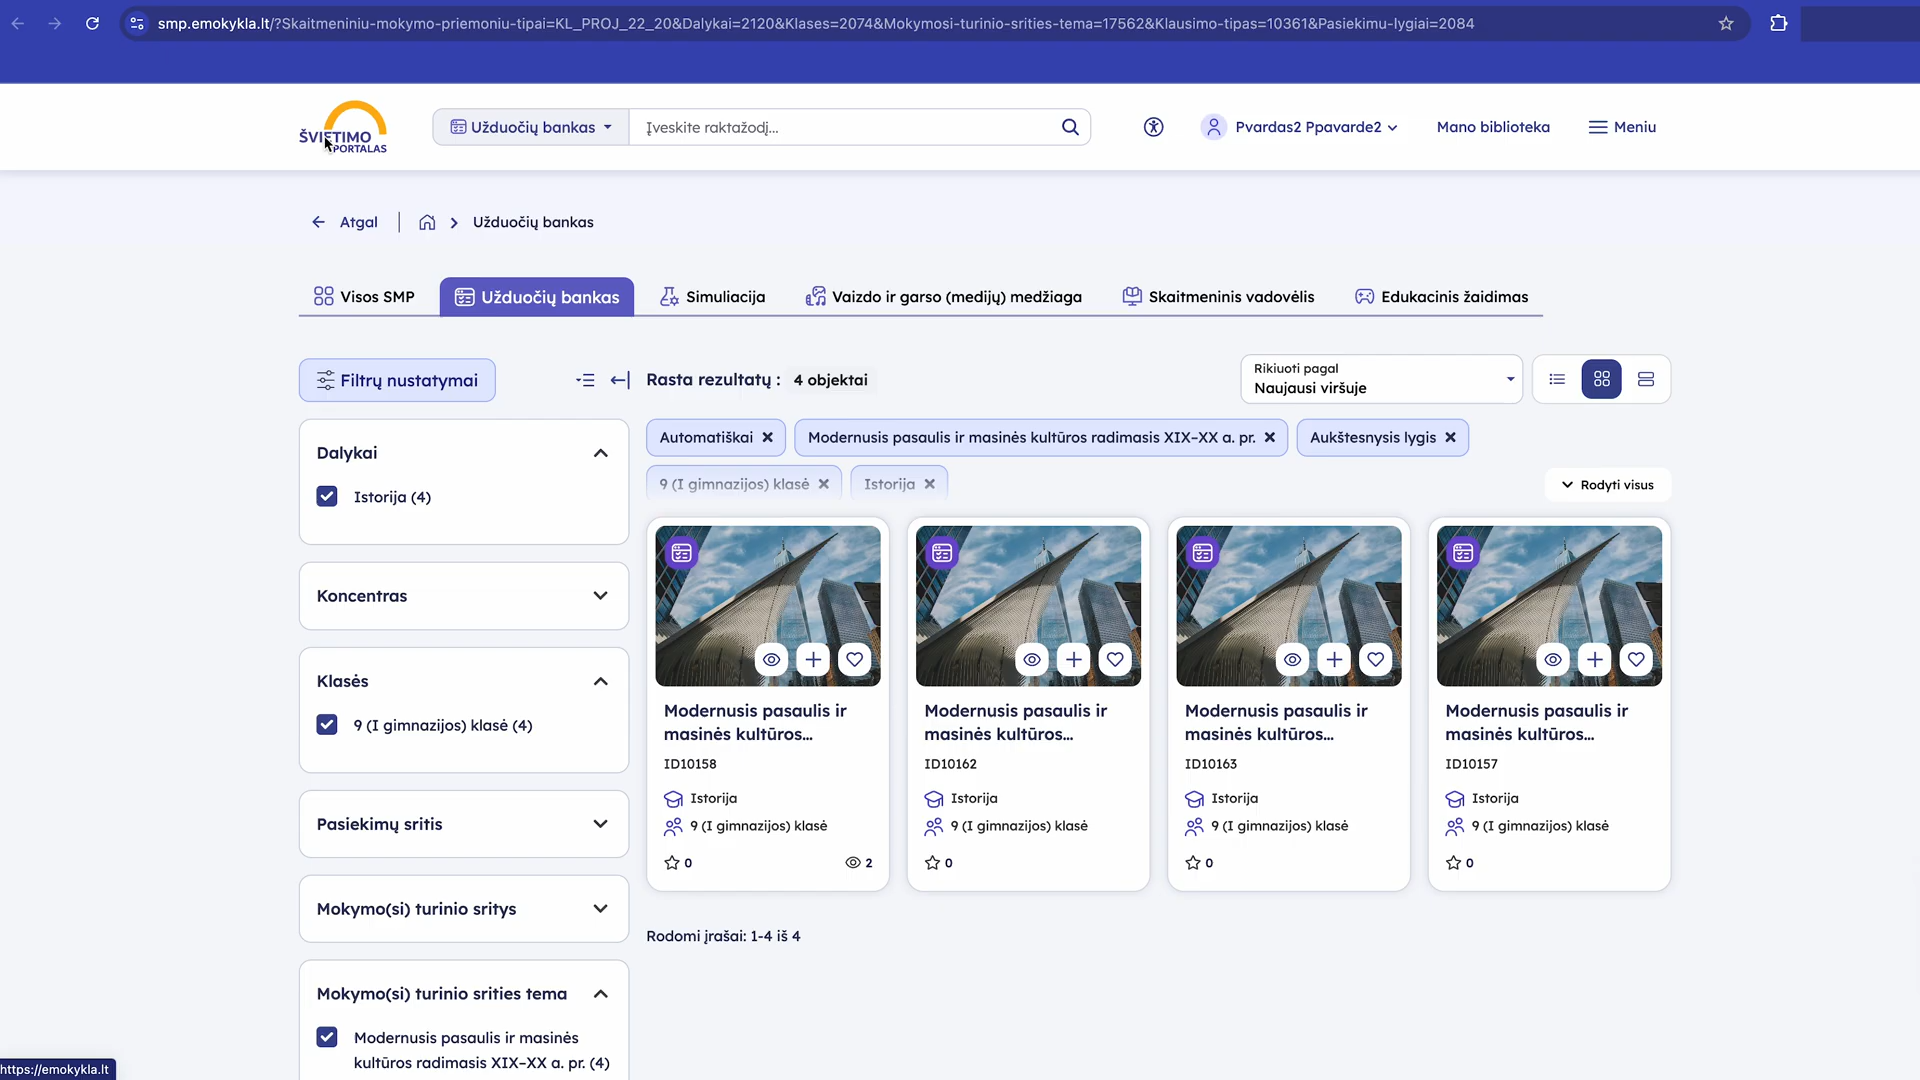 smp.emokykla.lt/?Skaitmeniniu-mokymo-priemoniu-tipai=KL_PROJ_22_20&Dalykai=2120&Klases=2074&Mokymosi-turinio-srities-tema=17562&Klausimo-tipas=10361&Pasiekimu-lygiai=2084
ŠVIETIMO
PORTALAS
Užduočių bankas
Įveskite raktažodį...
Pvardas2 Ppavarde2
Mano biblioteka
Meniu
Atgal
Užduočių bankas
Visos SMP
Užduočių bankas
Simuliacija
Vaizdo ir garso (medijų) medžiaga
Skaitmeninis vadovėlis
Edukacinis žaidimas
Filtrų nustatymai
Rasta rezultatų : 4 objektai
Rikiuoti pagal
Naujausi viršuje
Automatiškai
Modernusis pasaulis ir masinės kultūros radimasis XIX–XX a. pr.
Aukštesnysis lygis
9 (I gimnazijos) klasė
Istorija
Rodyti visus
Dalykai
Istorija (4)
Koncentras
Klasės
9 (I gimnazijos) klasė (4)
Pasiekimų sritis
Mokymo(si) turinio sritys
Mokymo(si) turinio srities tema
Modernusis pasaulis ir masinės
kultūros radimasis XIX–XX a. pr. (4)
Modernusis pasaulis ir
masinės kultūros...
ID10158
Istorija
9 (I gimnazijos) klasė
0
2
Modernusis pasaulis ir
masinės kultūros...
ID10162
Istorija
9 (I gimnazijos) klasė
0
Modernusis pasaulis ir
masinės kultūros...
ID10163
Istorija
9 (I gimnazijos) klasė
0
Modernusis pasaulis ir
masinės kultūros...
ID10157
Istorija
9 (I gimnazijos) klasė
0
Rodomi įrašai: 1-4 iš 4
https://emokykla.lt